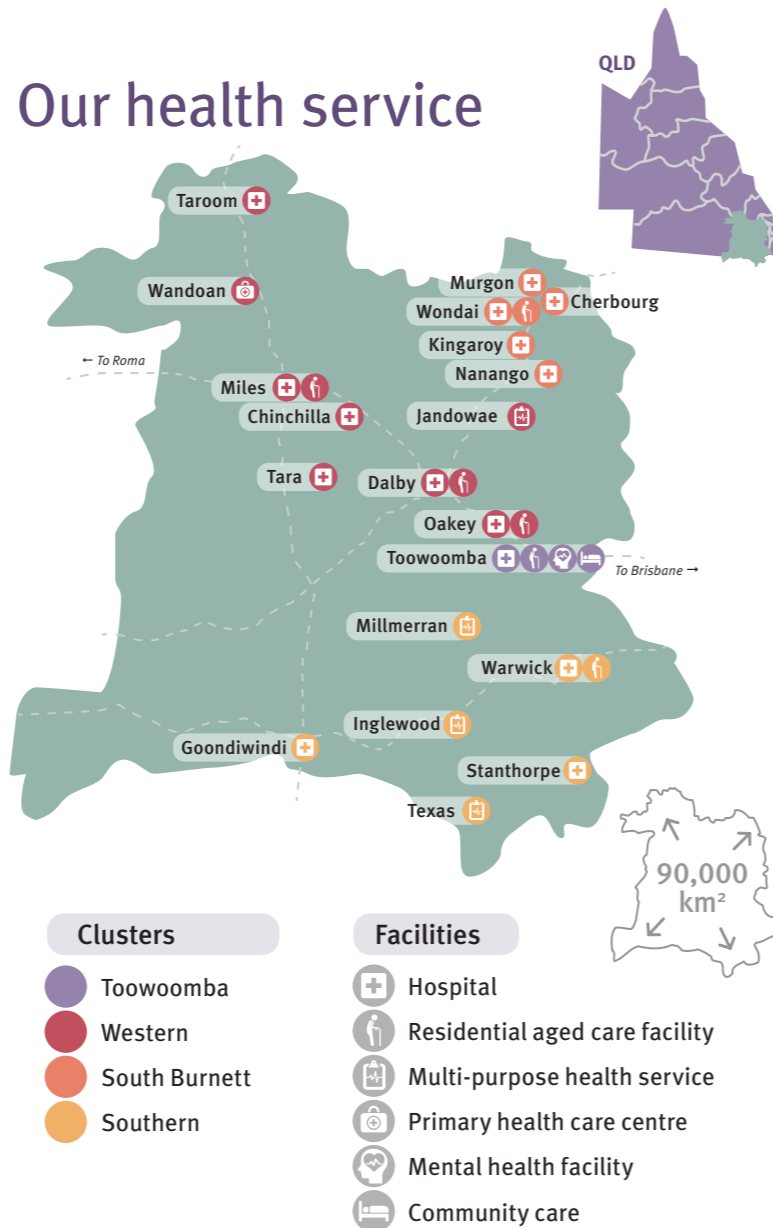 QLD
Our health service
Taroom
Wandoan
Murgon
Cherbourg
Wondai
Kingaroy
Nanango
← To Roma
Miles
Chinchilla
Jandowae
Tara
Dalby
Oakey
Toowoomba
To Brisbane →
Millmerran
Warwick
Inglewood
Goondiwindi
Stanthorpe
Texas
90,000
km²
Clusters
Toowoomba
Western
South Burnett
Southern
Facilities
Hospital
Residential aged care facility
Multi-purpose health service
Primary health care centre
Mental health facility
Community care